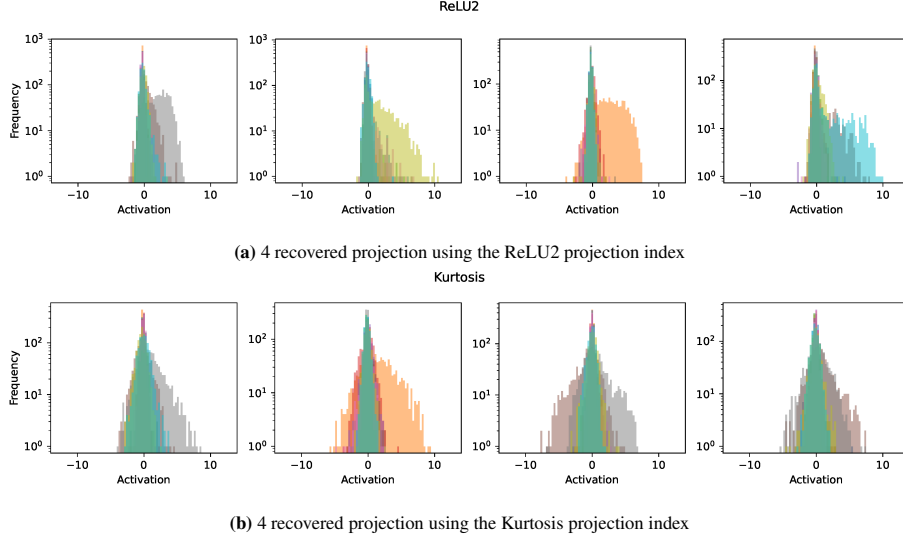 ReLU2
10³ 10³
10² 10² 10² 10²
10¹ 10¹ 10¹ 10¹
10⁰ 10⁰ 10⁰ 10⁰
Frequency
−10 0 10 −10 0 10 −10 0 10 −10 0 10
Activation Activation Activation Activation
(a) 4 recovered projection using the ReLU2 projection index
Kurtosis
10² 10² 10² 10²
10¹ 10¹ 10¹ 10¹
10⁰ 10⁰ 10⁰ 10⁰
Frequency
−10 0 10 −10 0 10 −10 0 10 −10 0 10
Activation Activation Activation Activation
(b) 4 recovered projection using the Kurtosis projection index